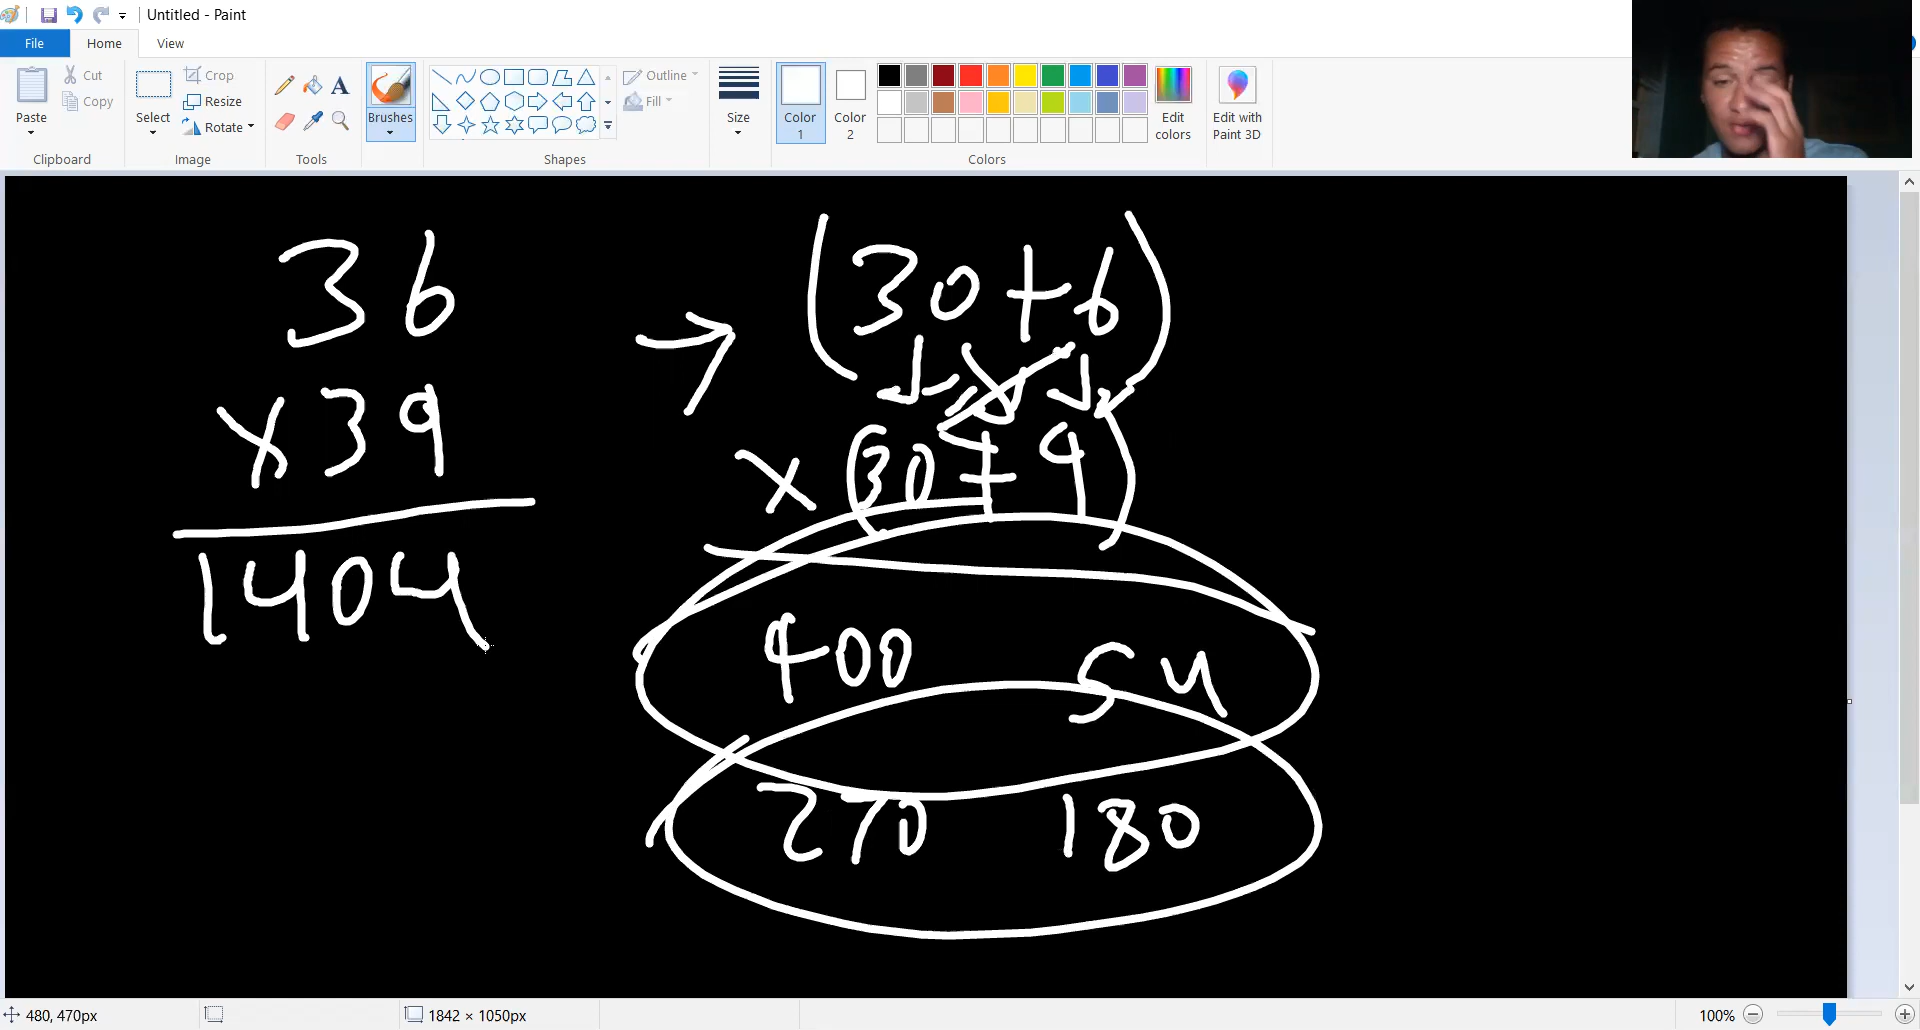 Untitled - Paint
File Home View
Paste
Cut
Copy
Clipboard
Select
Crop
Resize
Rotate
Image
A
Tools
Brushes
Outline
Fill
Shapes
Size
Color 1
Color 2
Edit colors
Colors
Edit with Paint 3D
36
x 39
1404
→ (30+6)
x (30+9)
900 54
270 180
480, 470px
1842 × 1050px
100%